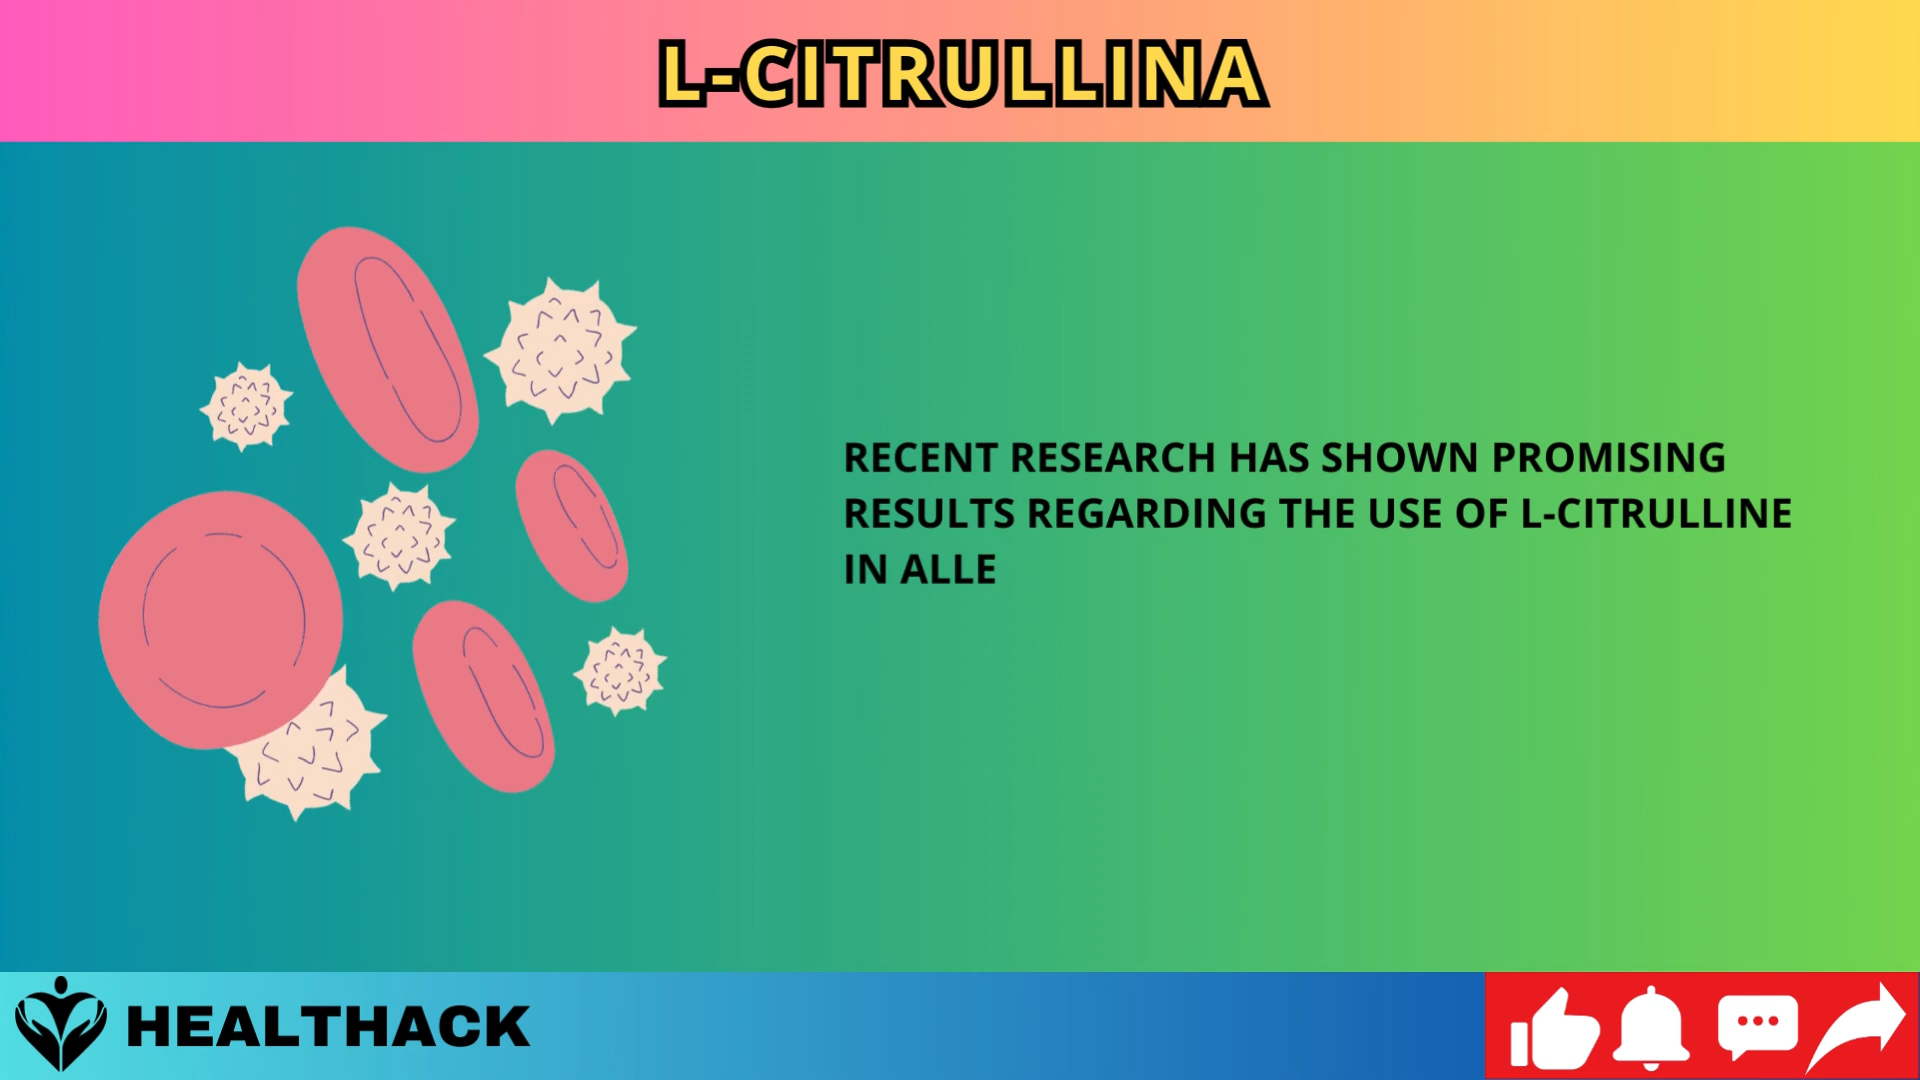 L-CITRULLINA
RECENT RESEARCH HAS SHOWN PROMISING
RESULTS REGARDING THE USE OF L-CITRULLINE
IN ALLE
HEALTHACK